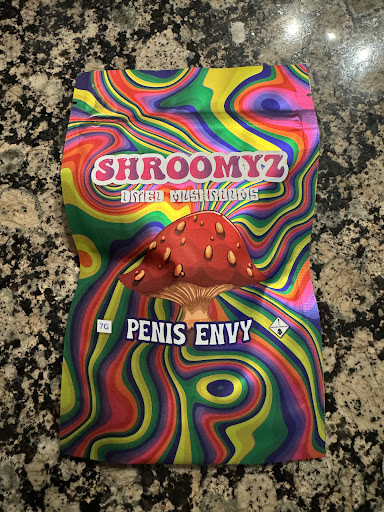 SHROOMYZ
DRIED MUSHROOMS
7G
PENIS ENVY